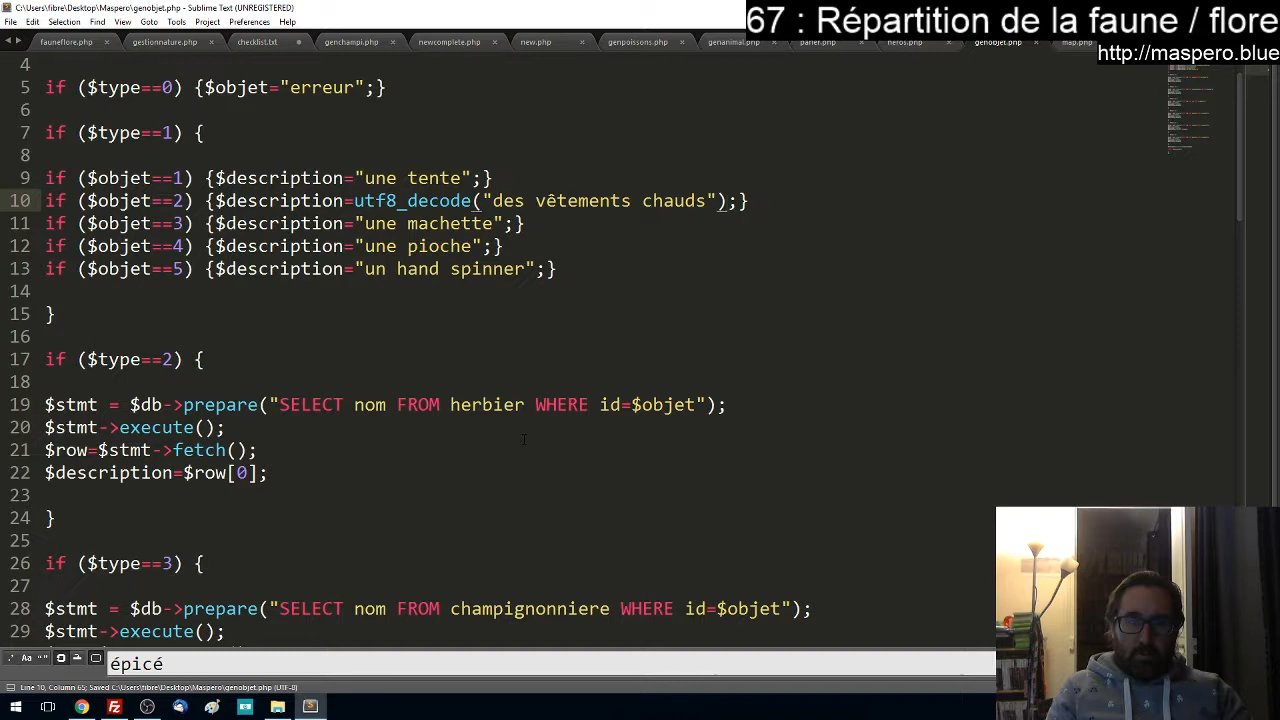 C:\Users\fibre\Desktop\Maspero\genobjet.php - Sublime Text (UNREGISTERED)
67 : Répartition de la faune / flore
File Edit Selection Find View Goto Tools Project Preferences Help
http://maspero.blue
fauneflore.php gestionnature.php checklist.txt genchampi.php newcomplete.php new.php genpoissons.php genanimal.php parler.php heros.php genobjet.php map.php
4
5 if ($type==0) {$objet="erreur";}
6
7 if ($type==1) {
8
9 if ($objet==1) {$description="une tente";}
10 if ($objet==2) {$description=utf8_decode("des vêtements chauds");}
11 if ($objet==3) {$description="une machette";}
12 if ($objet==4) {$description="une pioche";}
13 if ($objet==5) {$description="un hand spinner";}
14
15 }
16
17 if ($type==2) {
18
19 $stmt = $db->prepare("SELECT nom FROM herbier WHERE id=$objet");
20 $stmt->execute();
21 $row=$stmt->fetch();
22 $description=$row[0];
23
24 }
25
26 if ($type==3) {
27
28 $stmt = $db->prepare("SELECT nom FROM champignonniere WHERE id=$objet");
29 $stmt->execute();
.* Aa “”
épicé
Line 10, Column 65; Saved C:\Users\fibre\Desktop\Maspero\genobjet.php (UTF-8)